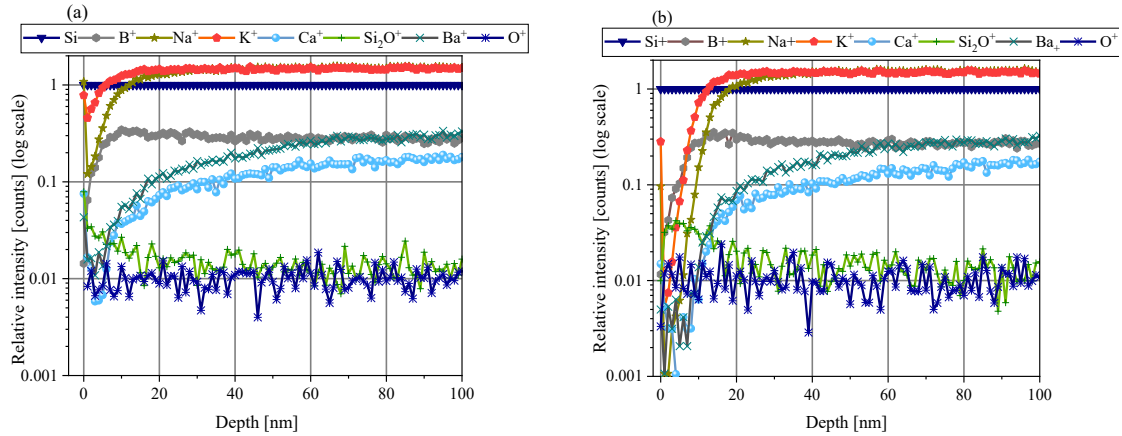 (a)
Si B⁺ Na⁺ K⁺ Ca⁺ Si₂O⁺ Ba⁺ O⁺
Relative intensity [counts] (log scale)
1
0.1
0.01
0.001
0 20 40 60 80 100
Depth [nm]
(b)
Si+ B+ Na+ K⁺ Ca⁺ Si₂O⁺ Ba₊ O⁺
Relative intensity [counts] (log scale)
1
0.1
0.01
0.001
0 20 40 60 80 100
Depth [nm]